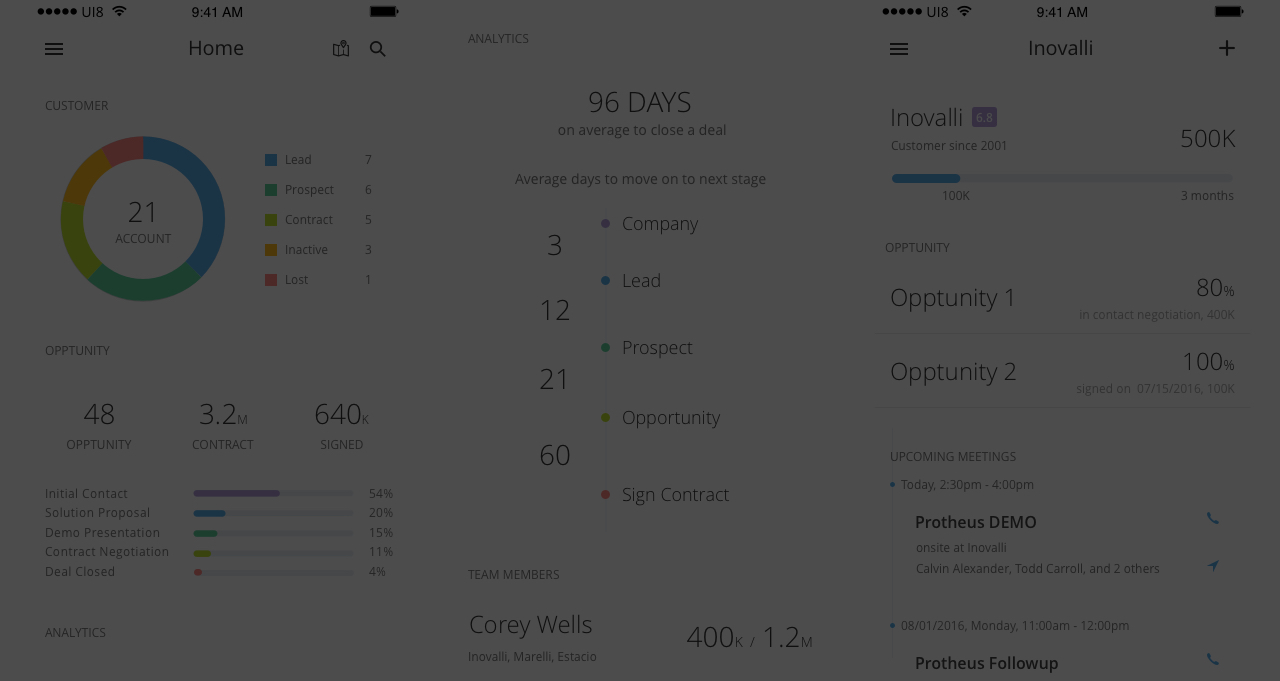 UI8 9:41 AM
Home
CUSTOMER
21
ACCOUNT
Lead 7
Prospect 6
Contract 5
Inactive 3
Lost 1
OPPTUNITY
48 3.2M 640K
OPPTUNITY CONTRACT SIGNED
Initial Contact 54%
Solution Proposal 20%
Demo Presentation 15%
Contract Negotiation 11%
Deal Closed 4%
ANALYTICS
ANALYTICS
96 DAYS
on average to close a deal
Average days to move on to next stage
Company
3
Lead
12
Prospect
21
Opportunity
60
Sign Contract
TEAM MEMBERS
Corey Wells 400K / 1.2M
Inovalli, Marelli, Estacio
UI8 9:41 AM
Inovalli
Inovalli 6.8
Customer since 2001 500K
100K 3 months
OPPTUNITY
Opptunity 1 80%
in contact negotiation, 400K
Opptunity 2 100%
signed on 07/15/2016, 100K
UPCOMING MEETINGS
Today, 2:30pm - 4:00pm
Protheus DEMO
onsite at Inovalli
Calvin Alexander, Todd Carroll, and 2 others
08/01/2016, Monday, 11:00am - 12:00pm
Protheus Followup